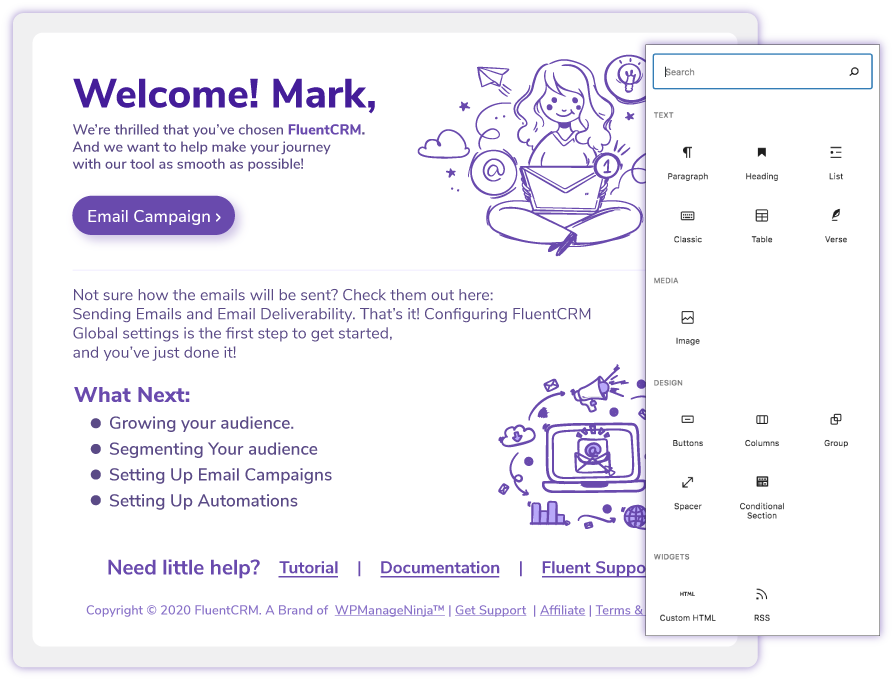 Welcome! Mark,
We're thrilled that you've chosen FluentCRM.
And we want to help make your journey
with our tool as smooth as possible!
Email Campaign ›
@
1
Not sure how the emails will be sent? Check them out here:
Sending Emails and Email Deliverability. That's it! Configuring FluentCRM
Global settings is the first step to get started,
and you've just done it!
What Next:
● Growing your audience.
● Segmenting Your audience
● Setting Up Email Campaigns
● Setting Up Automations
@
Need little help? Tutorial | Documentation | Fluent Suppo
Copyright © 2020 FluentCRM. A Brand of WPManageNinja™ | Get Support | Affiliate | Terms &
Search
TEXT
Paragraph Heading List
Classic Table Verse
MEDIA
Image
DESIGN
Buttons Columns Group
Spacer Conditional
Section
WIDGETS
HTML
Custom HTML RSS